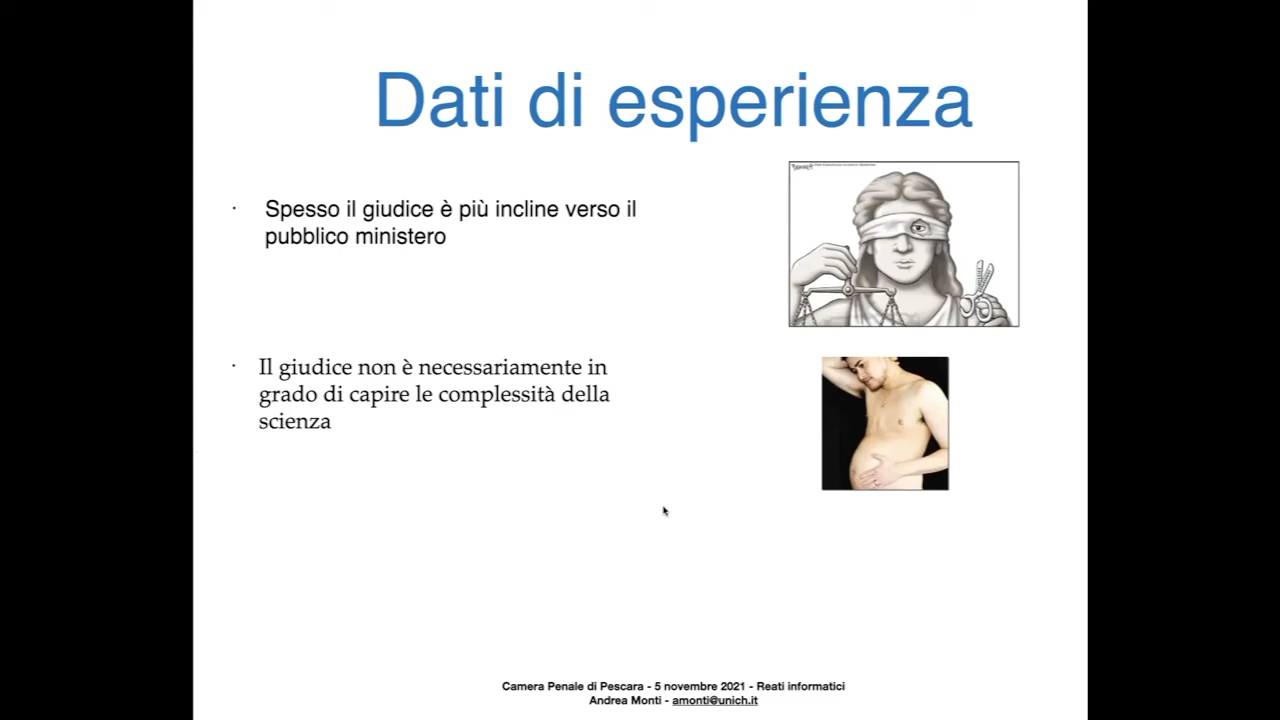 Dati di esperienza
· Spesso il giudice è più incline verso il
pubblico ministero
· Il giudice non è necessariamente in
grado di capire le complessità della
scienza
Camera Penale di Pescara - 5 novembre 2021 - Reati informatici
Andrea Monti - amonti@unich.it